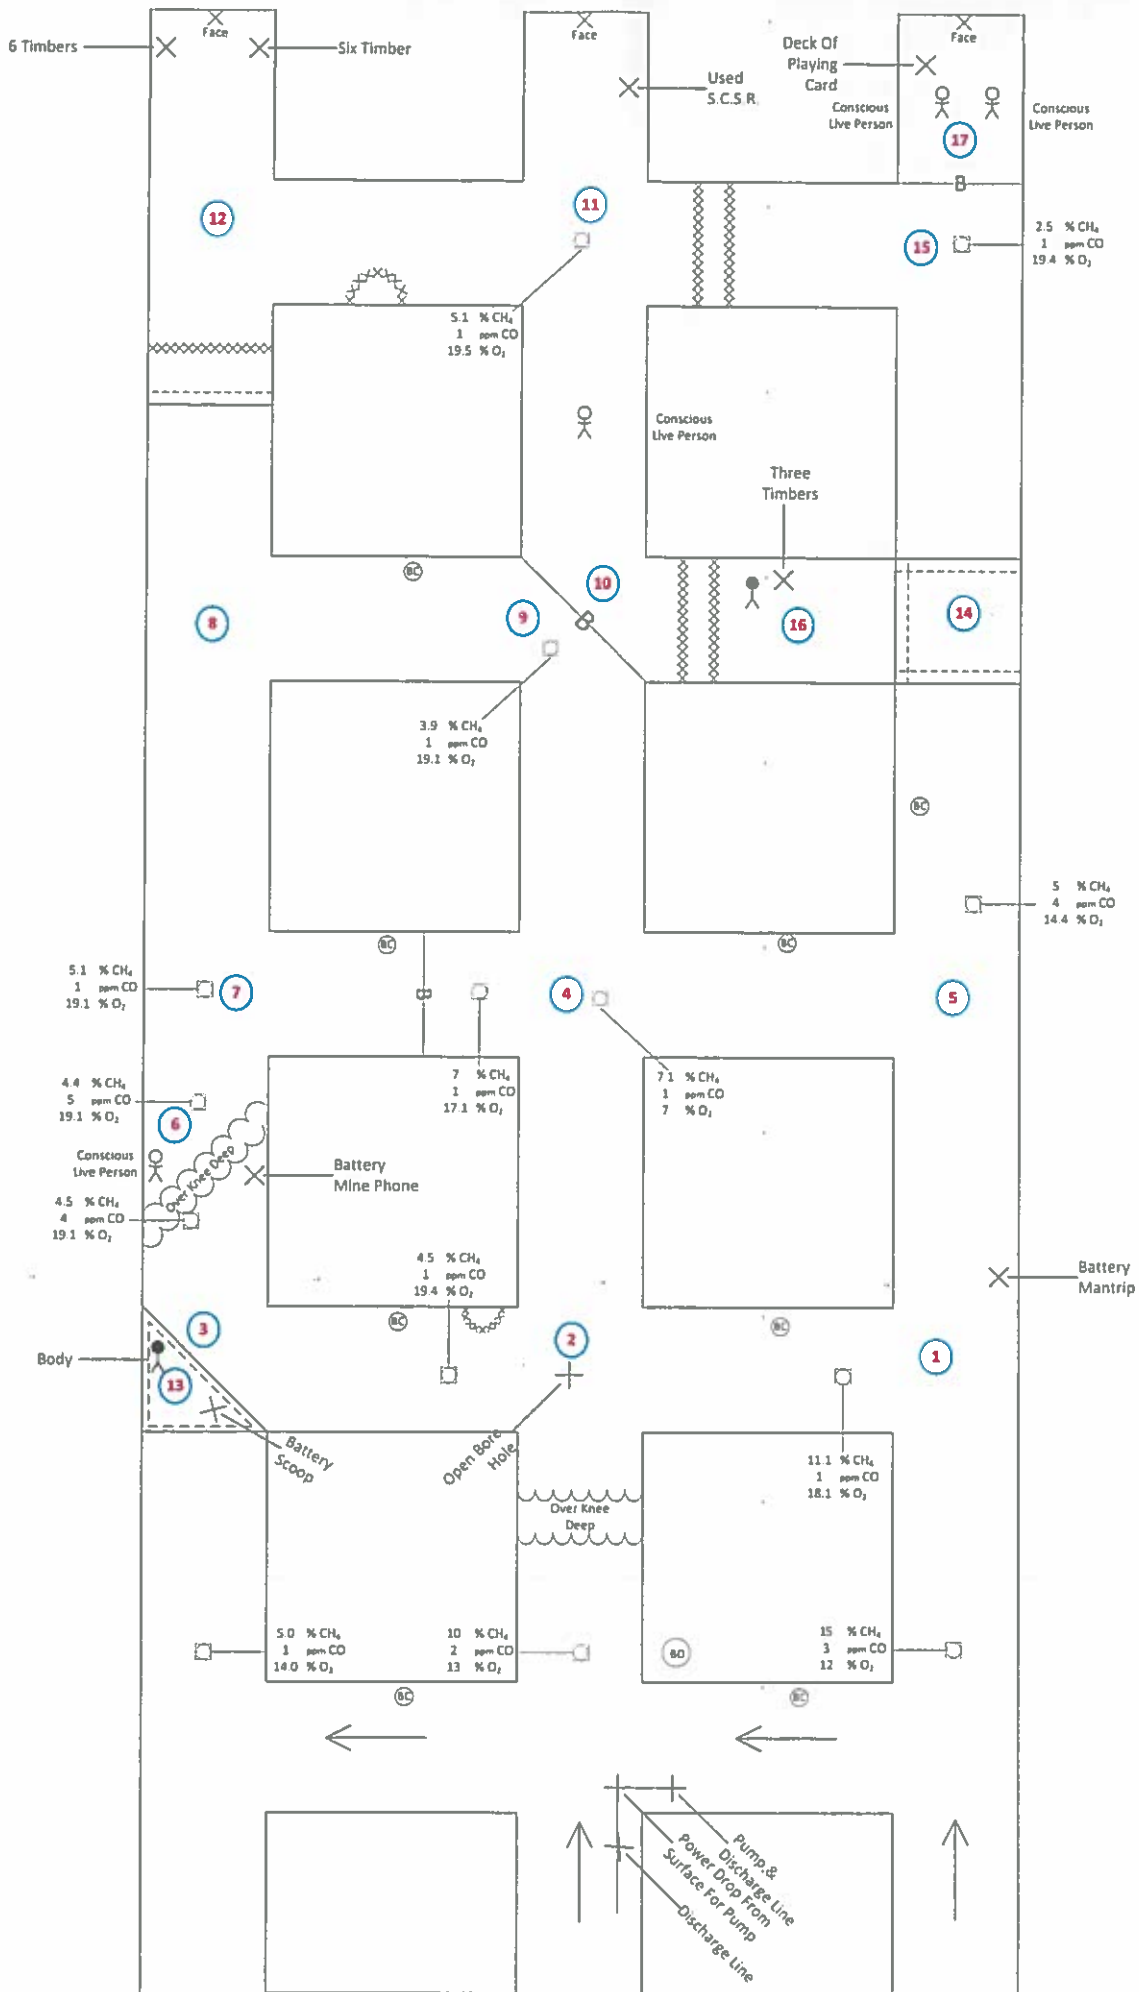 Face
6 Timbers
Six Timber
Face
Used
S.C.S.R.
Face
Deck Of
Playing
Card
Conscious
Live Person
Conscious
Live Person
17
B
12
11
15
2.5 % CH₄
1 ppm CO
19.4 % O₂
5.1 % CH₄
1 ppm CO
19.5 % O₂
Conscious
Live Person
Three
Timbers
BC
10
8
9
B
16
14
3.9 % CH₄
1 ppm CO
19.1 % O₂
BC
5 % CH₄
4 ppm CO
14.4 % O₂
BC
BC
5.1 % CH₄
1 ppm CO
19.1 % O₂
7
B
4
5
7 % CH₄
1 ppm CO
17.1 % O₂
7.1 % CH₄
1 ppm CO
7 % O₂
4.4 % CH₄
5 ppm CO
19.1 % O₂
6
Over Knee Deep
Conscious
Live Person
Battery
Mine Phone
4.5 % CH₄
4 ppm CO
19.1 % O₂
4.5 % CH₄
1 ppm CO
19.4 % O₂
Battery
Mantrip
BC
BC
3
2
1
Body
13
Battery
Scoop
Open Bore
Hole
11.1 % CH₄
1 ppm CO
18.1 % O₂
Over Knee
Deep
5.0 % CH₄
1 ppm CO
14.0 % O₂
10 % CH₄
2 ppm CO
13 % O₂
BO
15 % CH₄
3 ppm CO
12 % O₂
BC
BC
Pump &
Discharge Line
Power Drop From
Surface For Pump
Discharge Line